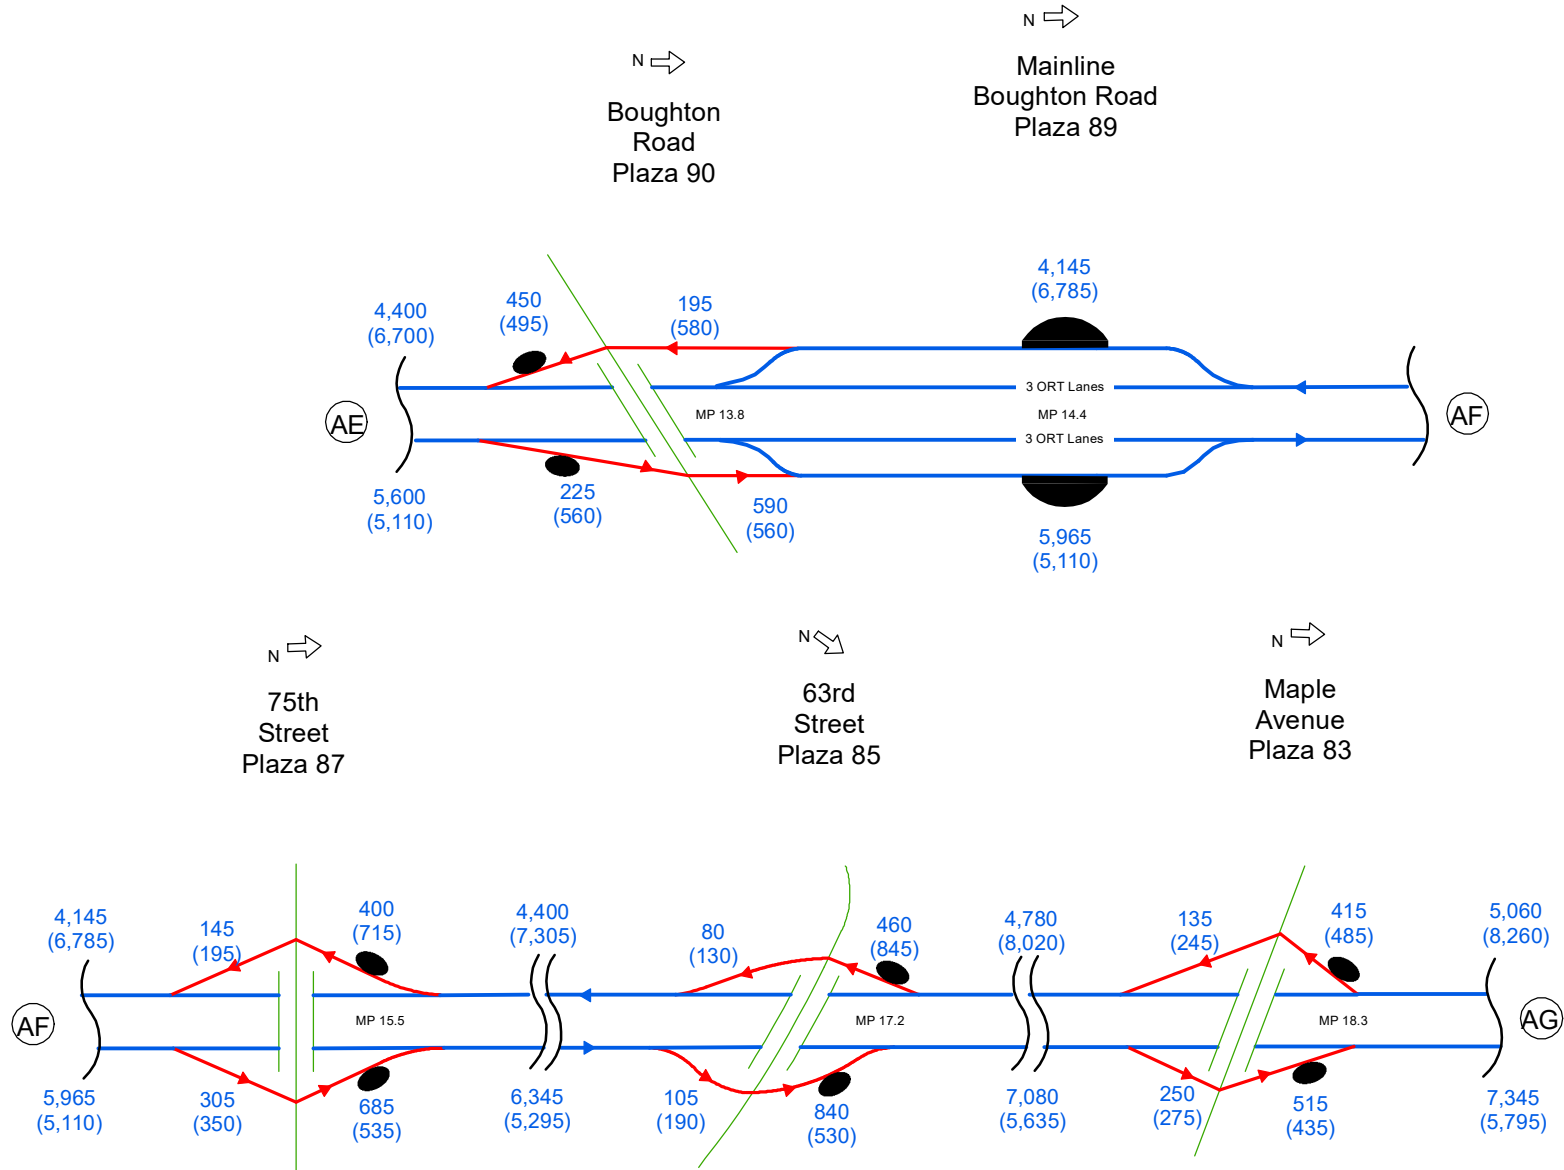 N
Mainline
Boughton Road
Plaza 89
N
Boughton
Road
Plaza 90
4,145
(6,785)
450
(495)
195
(580)
4,400
(6,700)
3 ORT Lanes
AE
MP 13.8
MP 14.4
AF
3 ORT Lanes
5,600
(5,110)
225
(560)
590
(560)
5,965
(5,110)
N
75th
Street
Plaza 87
N
63rd
Street
Plaza 85
N
Maple
Avenue
Plaza 83
4,145
(6,785)
145
(195)
400
(715)
4,400
(7,305)
80
(130)
460
(845)
4,780
(8,020)
135
(245)
415
(485)
5,060
(8,260)
AF
MP 15.5
MP 17.2
MP 18.3
AG
5,965
(5,110)
305
(350)
685
(535)
6,345
(5,295)
105
(190)
840
(530)
7,080
(5,635)
250
(275)
515
(435)
7,345
(5,795)